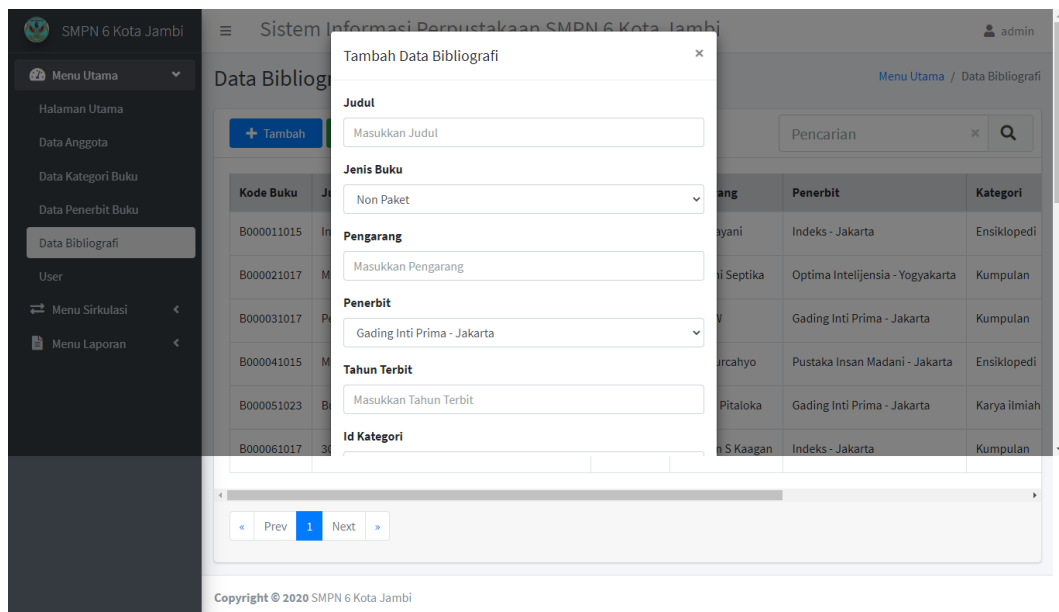 SMPN 6 Kota Jambi
Sistem Informasi Perpustakaan SMPN 6 Kota Jambi
admin
Menu Utama
Halaman Utama
Data Anggota
Data Kategori Buku
Data Penerbit Buku
Data Bibliografi
User
Menu Sirkulasi
Menu Laporan
Menu Utama / Data Bibliografi
Tambah
Pencarian
Kode Buku Penerbit Kategori
B000011015 Indeks - Jakarta Ensiklopedi
B000021017 Septika Optima Intelijensia - Yogyakarta Kumpulan
B000031017 Gading Inti Prima - Jakarta Kumpulan
B000041015 Pustaka Insan Madani - Jakarta Ensiklopedi
B000051023 Pitaloka Gading Inti Prima - Jakarta Karya ilmiah
B000061017 S Kaagan Indeks - Jakarta Kumpulan
Tambah Data Bibliografi ×
Judul
Masukkan Judul
Jenis Buku
Non Paket
Pengarang
Masukkan Pengarang
Penerbit
Gading Inti Prima - Jakarta
Tahun Terbit
Masukkan Tahun Terbit
Id Kategori
« Prev 1 Next »
Copyright © 2020 SMPN 6 Kota Jambi